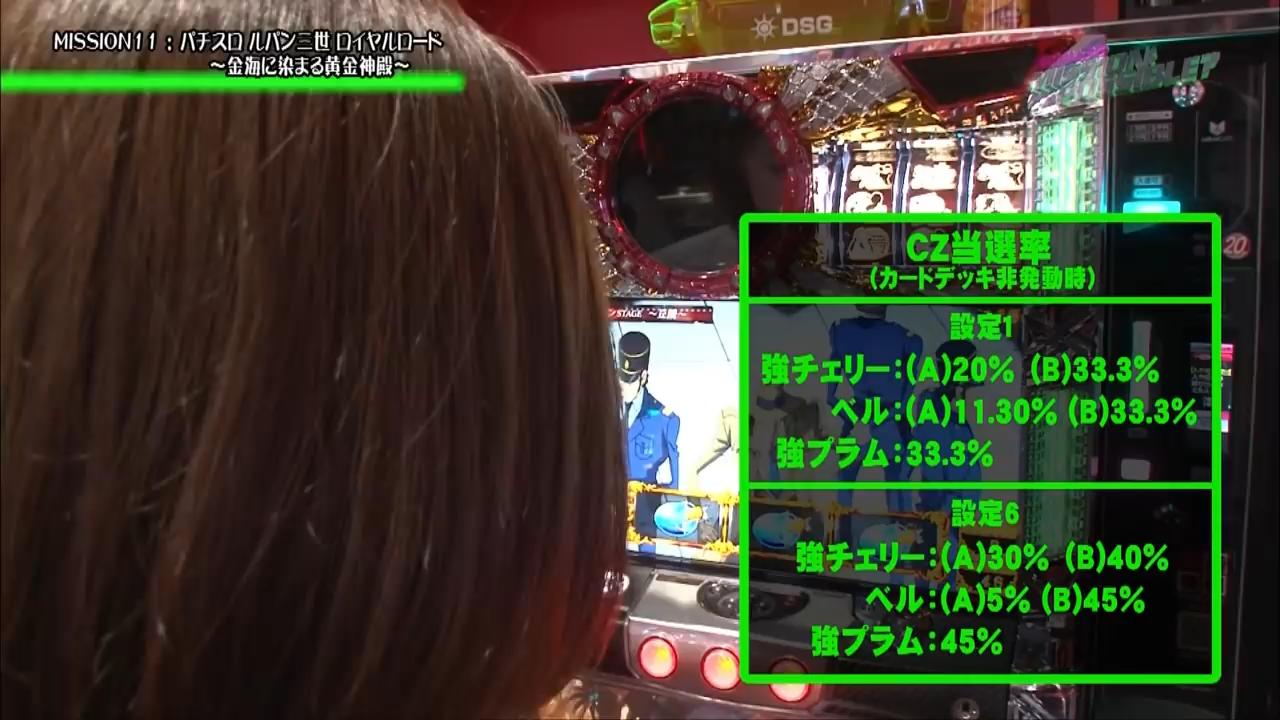 MISSION11：パチスロ ルパン三世 ロイヤルロード
～金海に染まる黄金神殿～
DSG
20
CZ当選率
(カードデッキ非発動時)
設定1
強チェリー：(A)20% (B)33.3%
ベル：(A)11.30% (B)33.3%
強プラム：33.3%
STAGE
設定6
強チェリー：(A)30% (B)40%
ベル：(A)5% (B)45%
強プラム：45%